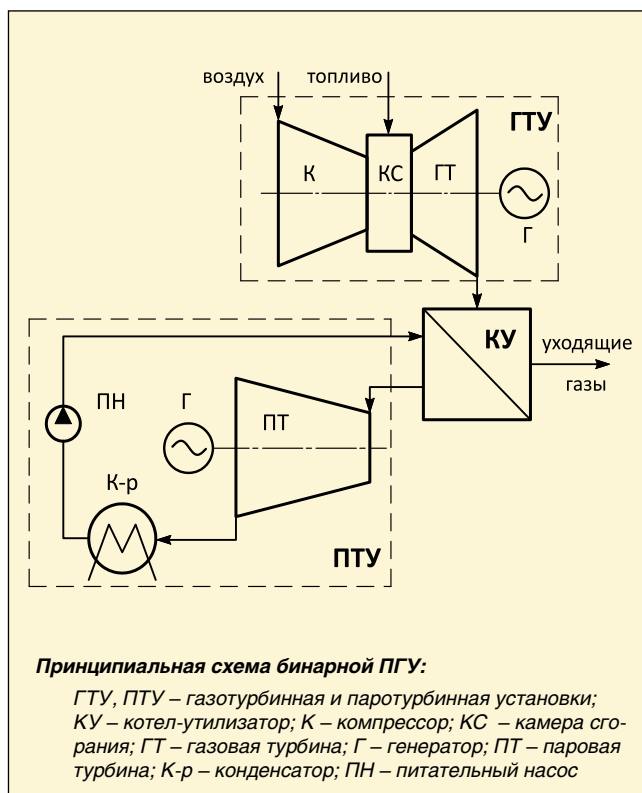 воздух
топливо
ГТУ
К
КС
ГТ
Г
КУ
уходящие
газы
ПН
Г
ПТ
К-р
ПТУ
Принципиальная схема бинарной ПГУ:
ГТУ, ПТУ – газотурбинная и паротурбинная установки;
КУ – котел-утилизатор; К – компрессор; КС – камера сго-
рания; ГТ – газовая турбина; Г – генератор; ПТ – паровая
турбина; К-р – конденсатор; ПН – питательный насос